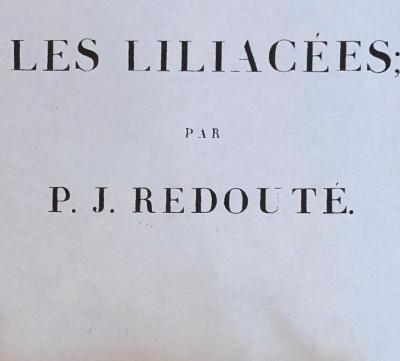 LES LILIACÉES;
PAR
P. J. REDOUTÉ.